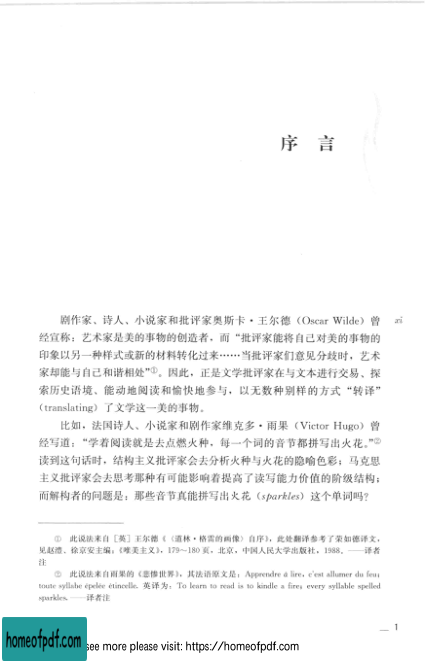 序 言
剧作家、诗人、小说家和批评家奥斯卡·王尔德（Oscar Wilde）曾 xi
经宣称：艺术家是美的事物的创造者，而“批评家能将自己对美的事物的
印象以另一种样式或新的材料转化过来……当批评家们意见分歧时，艺术
家却能与自己和谐相处”①。因此，正是文学批评家在与文本进行交易、探
索历史语境、能动地阅读和愉快地参与，以无数种别样的方式“转译”
（translating）了文学这一美的事物。
比如，法国诗人、小说家和剧作家维克多·雨果（Victor Hugo）曾
经写道：“学着阅读就是去点燃火种，每一个词的音节都拼写出火花。”②
读到这句话时，结构主义批评家会去分析火种与火花的隐喻色彩；马克思
主义批评家会去思考那种有可能影响着提高了读写能力价值的阶级结构；
而解构者的问题是：那些音节真能拼写出火花（sparkles）这个单词吗？
① 此说法来自［英］王尔德《〈道林·格雷的画像〉自序》，此处翻译参考了荣如德译文，
见赵澧、徐京安主编：《唯美主义》，179～180页，北京，中国人民大学出版社，1988。——译者
注
② 此说法来自雨果的《悲惨世界》，其法语原文是：Apprendre à lire, c'est allumer du feu;
toute syllabe épelée étincelle. 英译为：To learn to read is to kindle a fire; every syllable spelled
sparkles. ——译者注
1
homeofpdf.com
see more please visit: https://homeofpdf.com